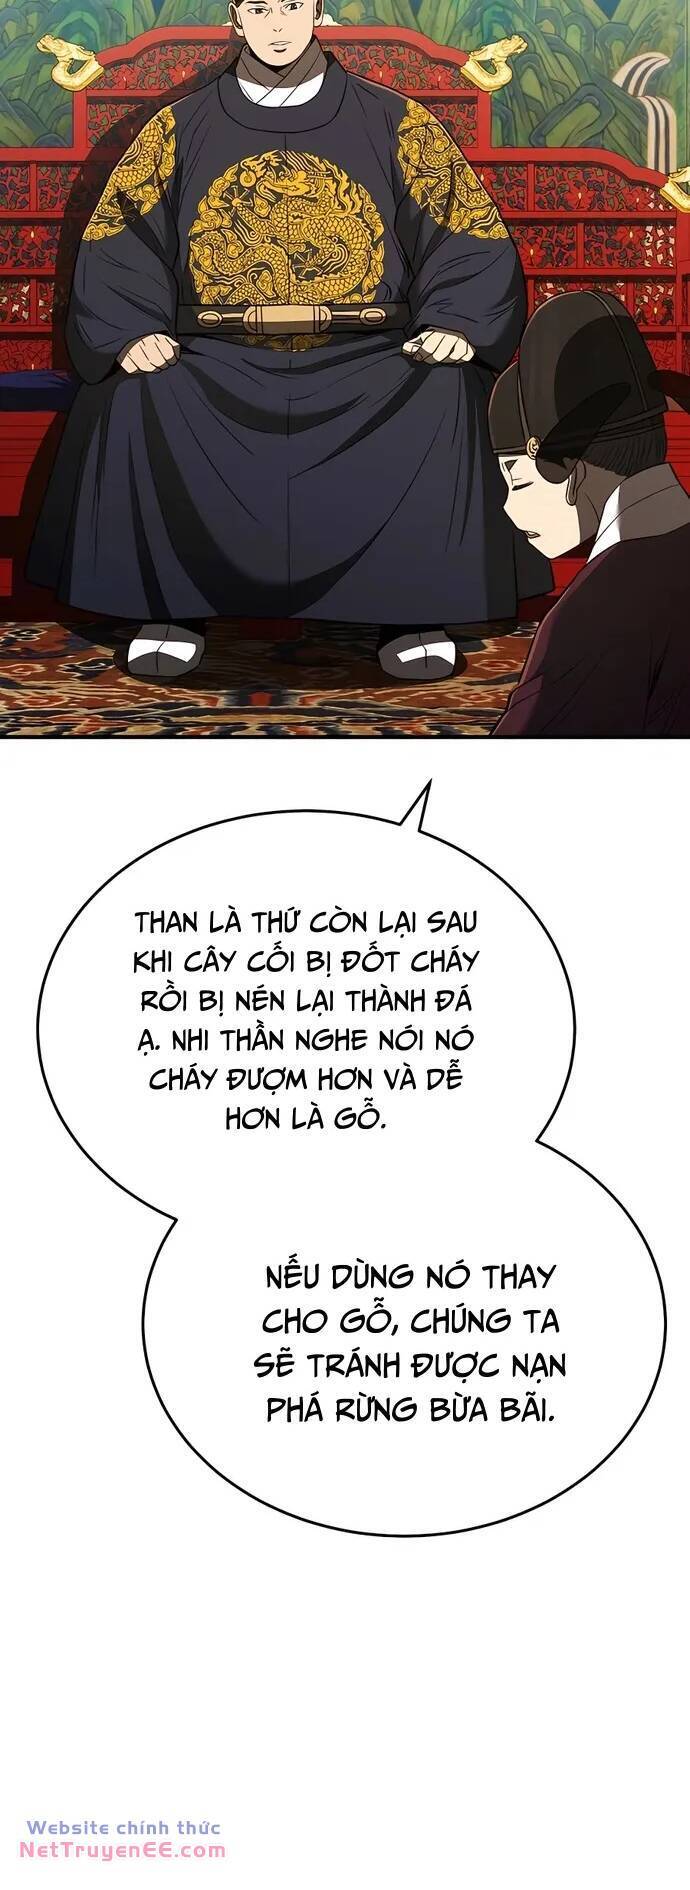 THAN LÀ THỨ CÒN LẠI SAU
KHI CÂY CỐI BỊ ĐỐT CHÁY
RỒI BỊ NÉN LẠI THÀNH ĐÁ
Ạ. NHI THẦN NGHE NÓI NÓ
CHÁY ĐƯỢM HƠN VÀ DỄ
HƠN LÀ GỖ.
NẾU DÙNG NÓ THAY
CHO GỖ, CHÚNG TA
SẼ TRÁNH ĐƯỢC NẠN
PHÁ RỪNG BỪA BÃI.
Website chính thức
NetTruyenEE.com